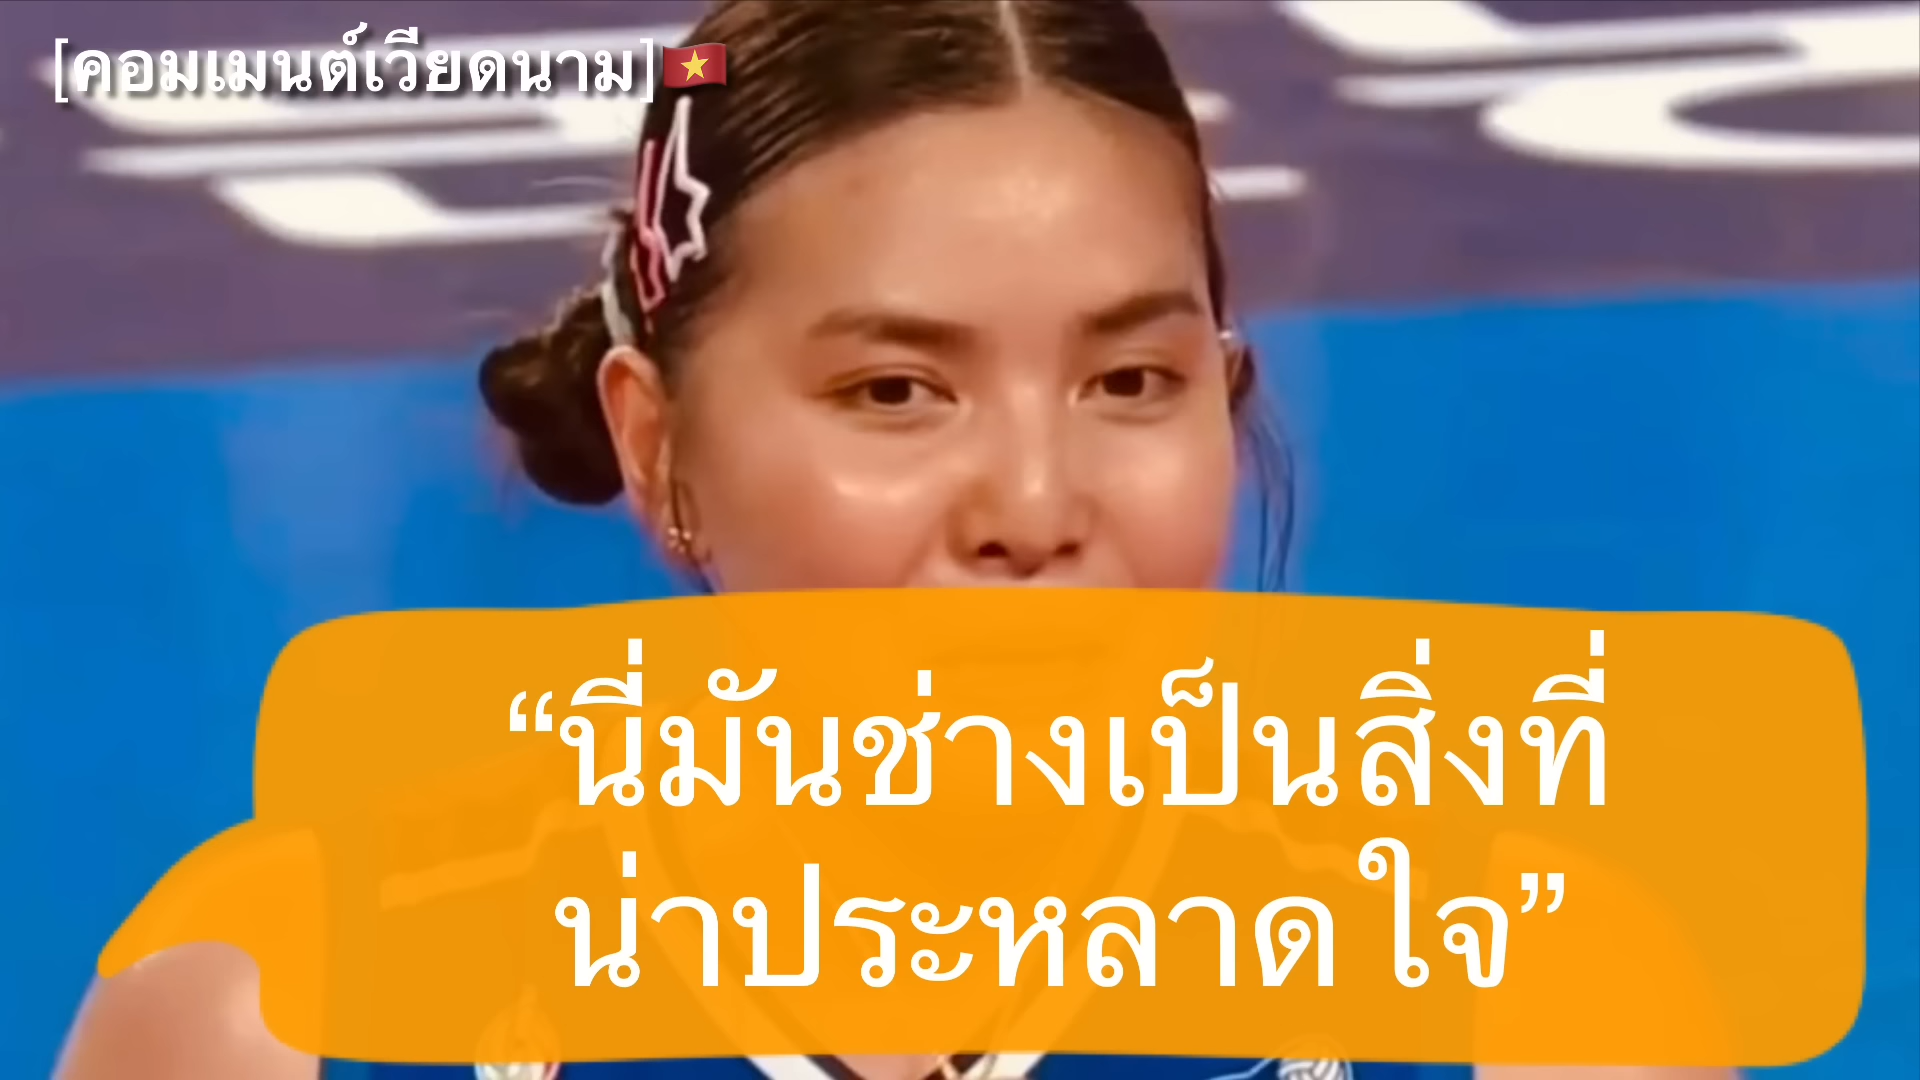 [คอมเมนต์เวียดนาม]🇻🇳
“นี่มันช่างเป็นสิ่งที่
น่าประหลาดใจ”